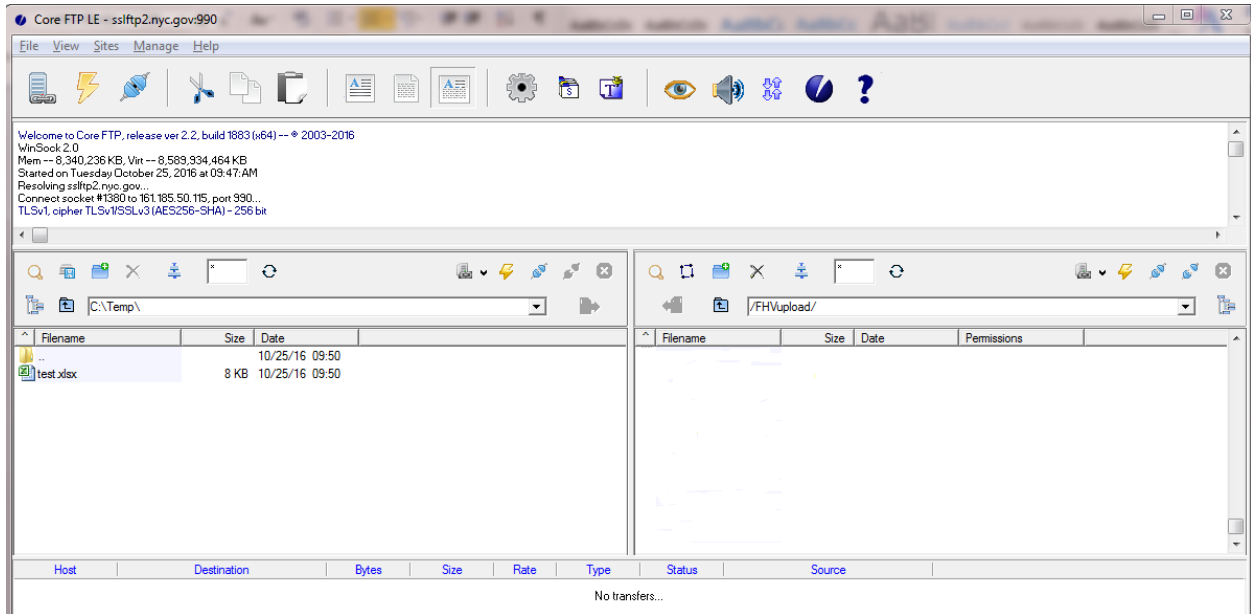 Core FTP LE - sslftp2.nyc.gov:990
File View Sites Manage Help
Welcome to Core FTP, release ver 2.2, build 1883 (x64) -- © 2003-2016
WinSock 2.0
Mem -- 8,340,236 KB, Virt -- 8,589,934,464 KB
Started on Tuesday October 25, 2016 at 09:47:AM
Resolving sslftp2.nyc.gov...
Connect socket #1380 to 161.185.50.115, port 990...
TLSv1, cipher TLSv1/SSLv3 (AES256-SHA) - 256 bit
* *
C:\Temp\ /FHVupload/
Filename Size Date Filename Size Date Permissions
.. 10/25/16 09:50
test.xlsx 8 KB 10/25/16 09:50
Host Destination Bytes Size Rate Type Status Source
No transfers...